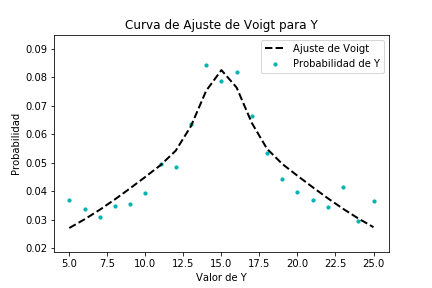 Curva de Ajuste de Voigt para Y
Ajuste de Voigt
Probabilidad de Y
Probabilidad
0.09
0.08
0.07
0.06
0.05
0.04
0.03
0.02
5.0 7.5 10.0 12.5 15.0 17.5 20.0 22.5 25.0
Valor de Y